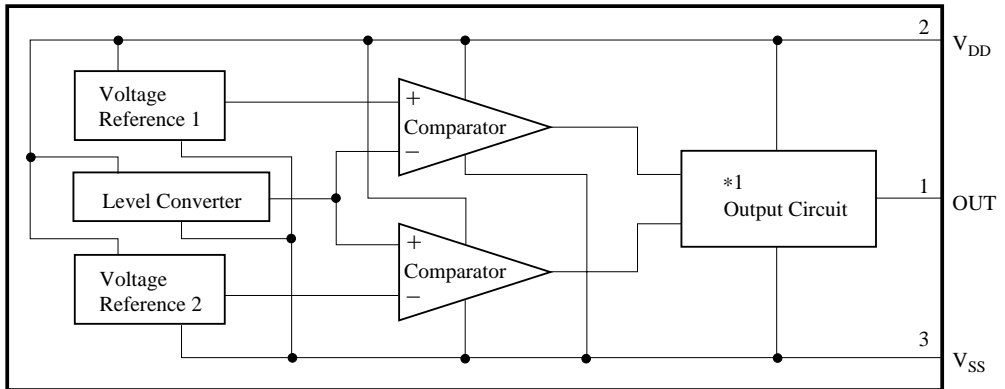 2
V_DD
Voltage
Reference 1
+
Comparator
−
*1
Output Circuit
Level Converter
1
OUT
+
Comparator
−
Voltage
Reference 2
3
V_SS